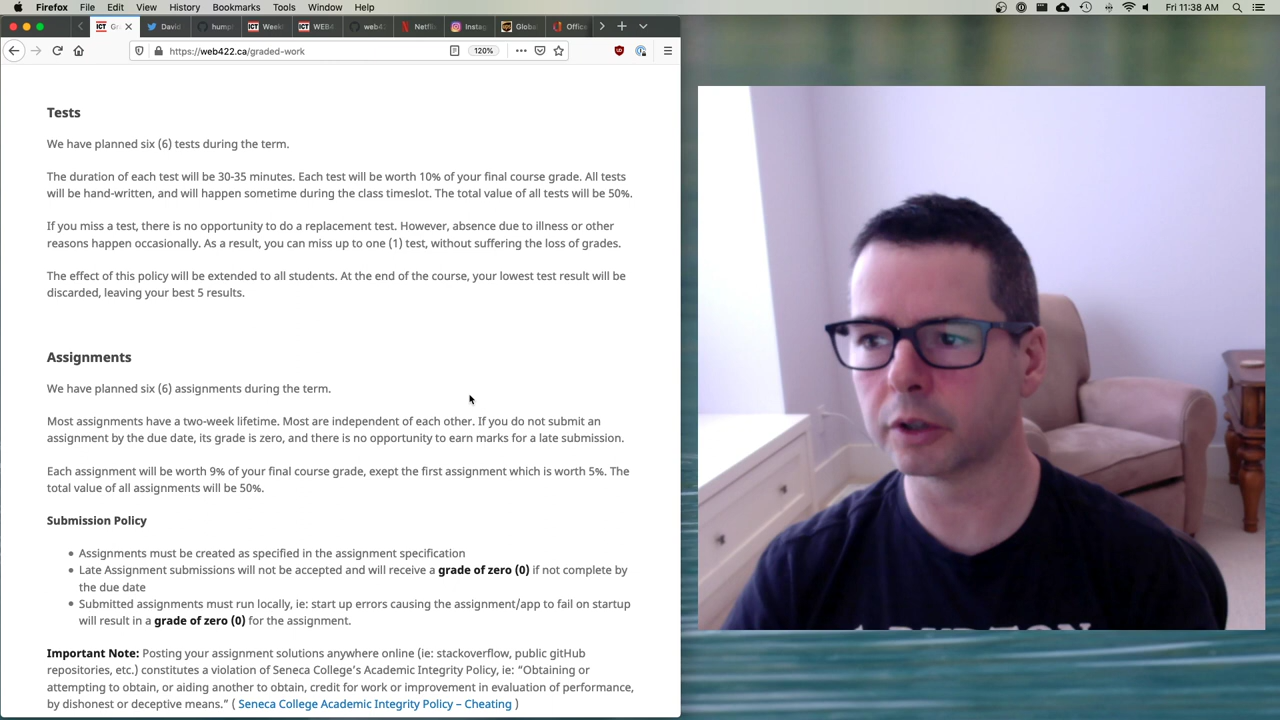 Firefox File Edit View History Bookmarks Tools Window Help Fri 11:38 AM
ICT Gr David hump ICT Week ICT WEB4 web4 Netfli Instag Globa Office
https://web422.ca/graded-work 120%
Tests
We have planned six (6) tests during the term.
The duration of each test will be 30-35 minutes. Each test will be worth 10% of your final course grade. All tests
will be hand-written, and will happen sometime during the class timeslot. The total value of all tests will be 50%.
If you miss a test, there is no opportunity to do a replacement test. However, absence due to illness or other
reasons happen occasionally. As a result, you can miss up to one (1) test, without suffering the loss of grades.
The effect of this policy will be extended to all students. At the end of the course, your lowest test result will be
discarded, leaving your best 5 results.
Assignments
We have planned six (6) assignments during the term.
Most assignments have a two-week lifetime. Most are independent of each other. If you do not submit an
assignment by the due date, its grade is zero, and there is no opportunity to earn marks for a late submission.
Each assignment will be worth 9% of your final course grade, exept the first assignment which is worth 5%. The
total value of all assignments will be 50%.
Submission Policy
Assignments must be created as specified in the assignment specification
Late Assignment submissions will not be accepted and will receive a grade of zero (0) if not complete by
the due date
Submitted assignments must run locally, ie: start up errors causing the assignment/app to fail on startup
will result in a grade of zero (0) for the assignment.
Important Note: Posting your assignment solutions anywhere online (ie: stackoverflow, public gitHub
repositories, etc.) constitutes a violation of Seneca College's Academic Integrity Policy, ie: “Obtaining or
attempting to obtain, or aiding another to obtain, credit for work or improvement in evaluation of performance,
by dishonest or deceptive means.” ( Seneca College Academic Integrity Policy – Cheating )